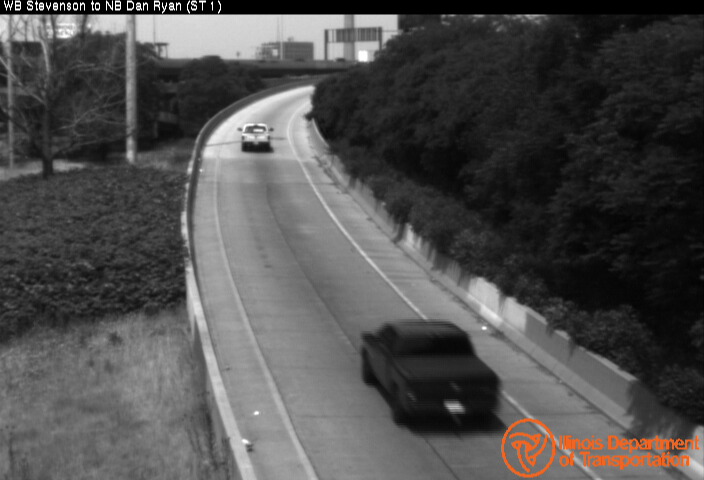 WB Stevenson to NB Dan Ryan (ST 1)
Illinois Department
of Transportation